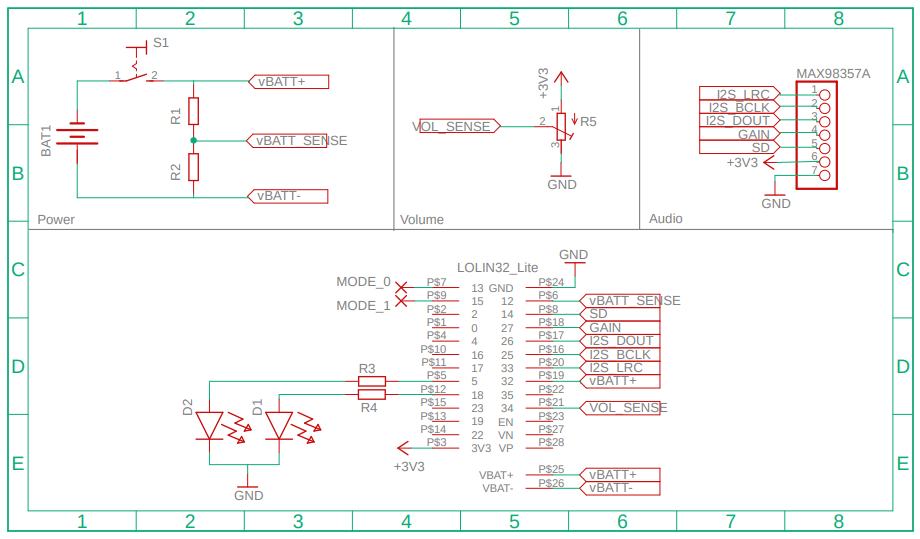 1 2 3 4 5 6 7 8
A A
B B
C C
D D
E E
S1
1 2
vBATT+
R1
BAT1
vBATT_SENSE
R2
vBATT-
Power
+3V3
1
VOL_SENSE 2 R5
3
GND
Volume
MAX98357A
I2S_LRC 1
I2S_BCLK 2
I2S_DOUT 3
GAIN 4
SD 5
+3V3 6
7
GND
Audio
LOLIN32_Lite
GND
MODE_0 P$7 13 GND P$24
MODE_1 P$9 15 12 P$6 vBATT_SENSE
P$2 2 14 P$8 SD
P$1 0 27 P$18 GAIN
P$4 4 26 P$17 I2S_DOUT
P$10 16 25 P$16 I2S_BCLK
P$11 17 33 P$20 I2S_LRC
R3 P$5 5 32 P$19 vBATT+
R4 P$12 18 35 P$22
P$15 23 34 P$21 VOL_SENSE
P$13 19 EN P$23
P$14 22 VN P$27
P$3 3V3 VP P$28
+3V3
VBAT+ P$25 vBATT+
VBAT- P$26 vBATT-
D2 D1
GND
1 2 3 4 5 6 7 8